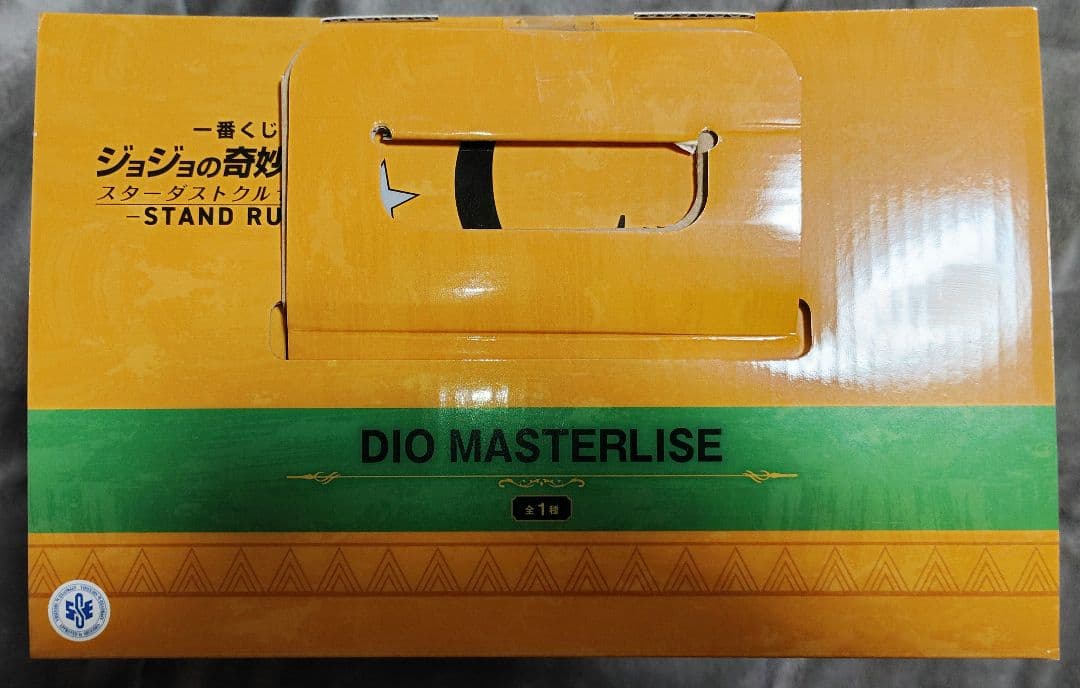 一番くじ
ジョジョの奇妙
スターダストクル
–STAND RU
DIO MASTERLISE
全1種